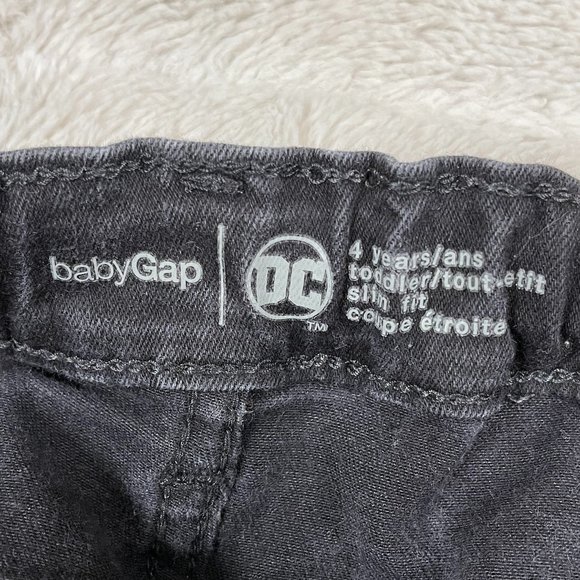 babyGap
DC
TM
4 years/ans
toddler/tout-petit
slim fit
coupe étroite